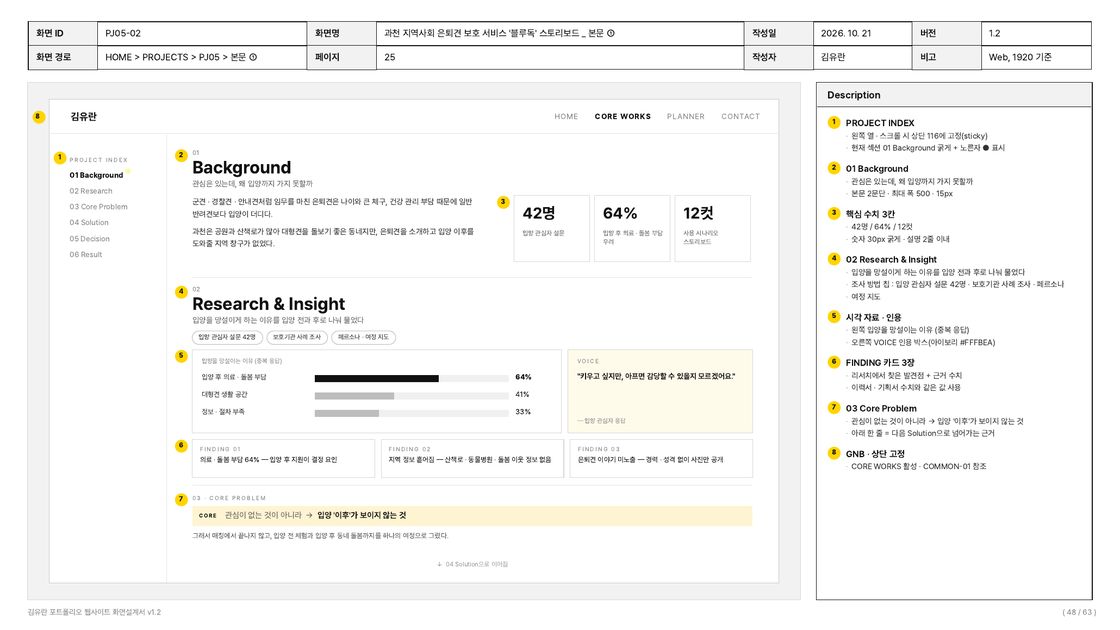 화면 ID PJ05-02 화면명 과천 지역사회 은퇴견 보호 서비스 '블루독' 스토리보드 _ 본문 ① 작성일 2026. 10. 21 버전 1.2
화면 경로 HOME > PROJECTS > PJ05 > 본문 ① 페이지 25 작성자 김유란 비고 Web, 1920 기준
8 김유란 HOME CORE WORKS PLANNER CONTACT
1 PROJECT INDEX
01 Background
02 Research
03 Core Problem
04 Solution
05 Decision
06 Result
2 01
Background
관심은 있는데, 왜 입양까지 가지 못할까
군견 · 경찰견 · 안내견처럼 임무를 마친 은퇴견은 나이와 큰 체구, 건강 관리 부담 때문에 일반
반려견보다 입양이 더디다.
과천은 공원과 산책로가 많아 대형견을 돌보기 좋은 동네지만, 은퇴견을 소개하고 입양 이후를
도와줄 지역 창구가 없었다.
3
42명
입양 관심자 설문
64%
입양 후 의료 · 돌봄 부담
우려
12컷
사용 시나리오
스토리보드
4 02
Research & Insight
입양을 망설이게 하는 이유를 입양 전과 후로 나눠 물었다
입양 관심자 설문 42명 보호기관 사례 조사 페르소나 · 여정 지도
5 입양을 망설이는 이유 (중복 응답)
입양 후 의료 · 돌봄 부담 64%
대형견 생활 공간 41%
정보 · 절차 부족 33%
VOICE
"키우고 싶지만, 아프면 감당할 수 있을지 모르겠어요."
— 입양 관심자 응답
6 FINDING 01
의료 · 돌봄 부담 64% — 입양 후 지원이 결정 요인
FINDING 02
지역 정보 흩어짐 — 산책로 · 동물병원 · 돌봄 이웃 정보 없음
FINDING 03
은퇴견 이야기 미노출 — 경력 · 성격 없이 사진만 공개
7 03 · CORE PROBLEM
CORE 관심이 없는 것이 아니라 → 입양 '이후'가 보이지 않는 것
그래서 매칭에서 끝나지 않고, 입양 전 체험과 입양 후 동네 돌봄까지를 하나의 여정으로 그렸다.
↓ 04 Solution으로 이어짐
Description
1 PROJECT INDEX
· 왼쪽 열 · 스크롤 시 상단 116에 고정(sticky)
· 현재 섹션 01 Background 굵게 + 노란자 ● 표시
2 01 Background
· 관심은 있는데, 왜 입양까지 가지 못할까
· 본문 2문단 · 최대 폭 500 · 15px
3 핵심 수치 3칸
· 42명 / 64% / 12컷
· 숫자 30px 굵게 · 설명 2줄 이내
4 02 Research & Insight
· 입양을 망설이게 하는 이유를 입양 전과 후로 나눠 물었다
· 조사 방법 칩 : 입양 관심자 설문 42명 · 보호기관 사례 조사 · 페르소나
· 여정 지도
5 시각 자료 · 인용
· 왼쪽 입양을 망설이는 이유 (중복 응답)
· 오른쪽 VOICE 인용 박스(아이보리 #FFFBEA)
6 FINDING 카드 3장
· 리서치에서 찾은 발견점 + 근거 수치
· 이력서 · 기획서 수치와 같은 값 사용
7 03 Core Problem
· 관심이 없는 것이 아니라 → 입양 '이후'가 보이지 않는 것
· 아래 한 줄 = 다음 Solution으로 넘어가는 근거
8 GNB · 상단 고정
· CORE WORKS 활성 · COMMON-01 참조
김유란 포트폴리오 웹사이트 화면설계서 v1.2
( 48 / 63 )